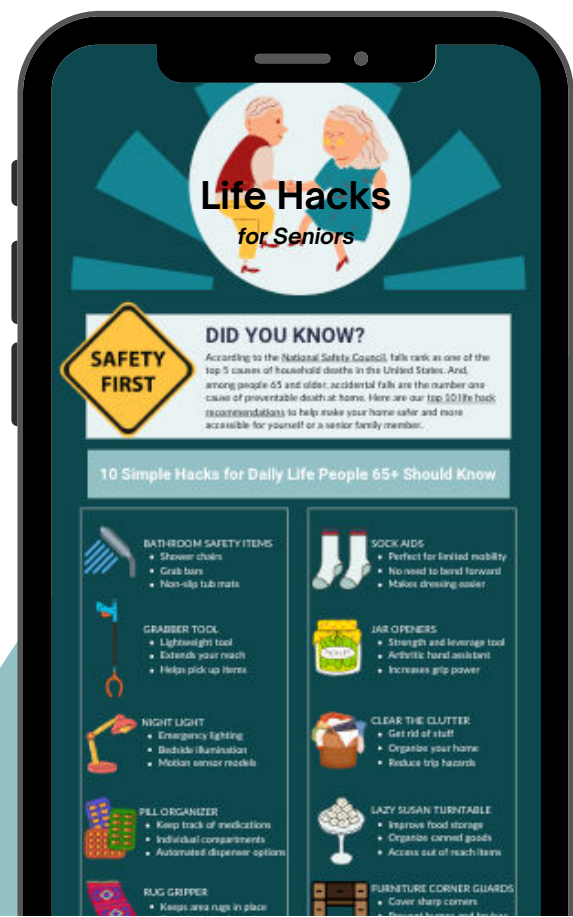 Life Hacks
for Seniors
SAFETY
FIRST
DID YOU KNOW?
According to the National Safety Council, falls rank as one of the
top 5 causes of household deaths in the United States. And,
among people 65 and older, accidental falls are the number one
cause of preventable death at home. Here are our top 10 life hack
recommendations to help make your home safer and more
accessible for yourself or a senior family member.
10 Simple Hacks for Daily Life People 65+ Should Know
BATHROOM SAFETY ITEMS
• Shower chairs
• Grab bars
• Non-slip tub mats
GRABBER TOOL
• Lightweight tool
• Extends your reach
• Helps pick up items
NIGHT LIGHT
• Emergency lighting
• Bedside illumination
• Motion sensor models
PILL ORGANIZER
• Keep track of medications
• Individual compartments
• Automated dispenser options
RUG GRIPPER
• Keeps area rugs in place
SOCK AIDS
• Perfect for limited mobility
• No need to bend forward
• Makes dressing easier
JAR OPENERS
• Strength and leverage tool
• Arthritic hand assistant
• Increases grip power
CLEAR THE CLUTTER
• Get rid of stuff
• Organize your home
• Reduce trip hazards
LAZY SUSAN TURNTABLE
• Improve food storage
• Organize canned goods
• Access out of reach items
FURNITURE CORNER GUARDS
• Cover sharp corners